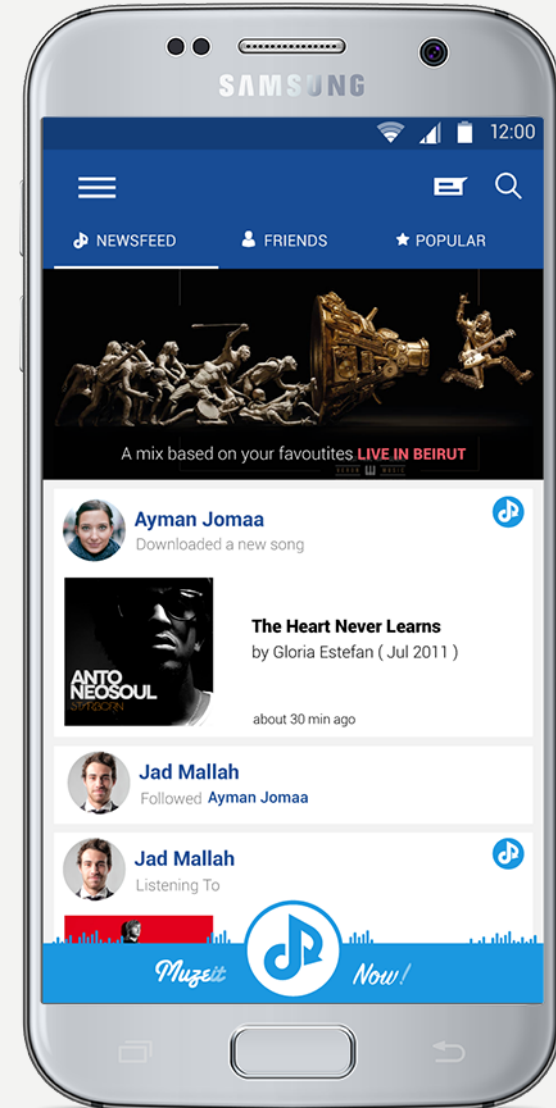 SAMSUNG
12:00
NEWSFEED FRIENDS POPULAR
A mix based on your favoutites LIVE IN BEIRUT
Ayman Jomaa
Downloaded a new song
ANTO
NEOSOUL
STARBORN
The Heart Never Learns
by Gloria Estefan ( Jul 2011 )
about 30 min ago
Jad Mallah
Followed Ayman Jomaa
Jad Mallah
Listening To
Muzeit Now!